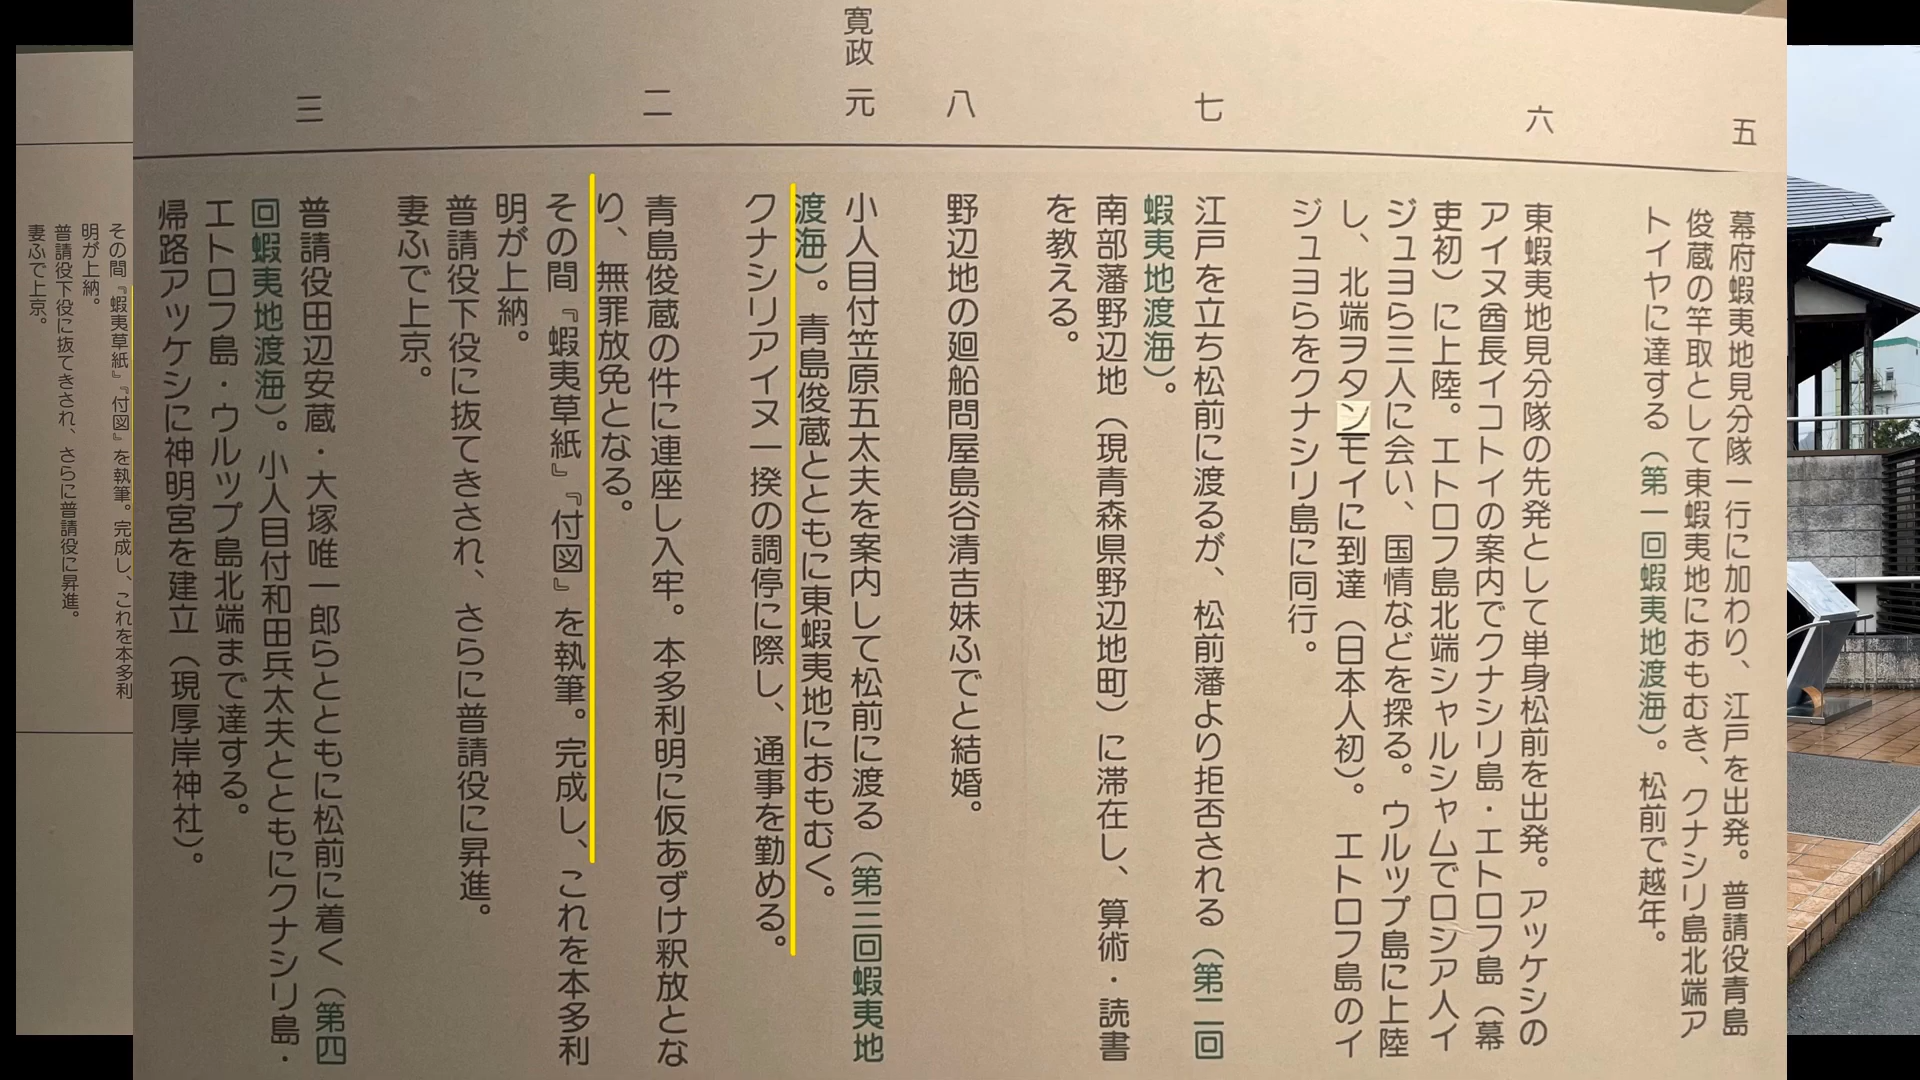 五
幕府蝦夷地見分隊一行に加わり、江戸を出発。普請役青島
俊蔵の竿取として東蝦夷地におもむき、クナシリ島北端ア
トイヤに達する（第一回蝦夷地渡海）。松前で越年。
六
東蝦夷地見分隊の先発として単身松前を出発。アッケシの
アイヌ酋長イコトイの案内でクナシリ島・エトロフ島（幕
吏初）に上陸。エトロフ島北端シャルシャムでロシア人イ
ジュヨら三人に会い、国情などを探る。ウルップ島に上陸
し、北端ヲタンモイに到達（日本人初）。エトロフ島のイ
ジュヨらをクナシリ島に同行。
七
江戸を立ち松前に渡るが、松前藩より拒否される（第二回
蝦夷地渡海）。
南部藩野辺地（現青森県野辺地町）に滞在し、算術・読書
を教える。
八
野辺地の廻船問屋島谷清吉妹ふでと結婚。
寛政元
小人目付笠原五太夫を案内して松前に渡る（第三回蝦夷地
渡海）。青島俊蔵とともに東蝦夷地におもむく。
クナシリアイヌ一揆の調停に際し、通事を勤める。
二
青島俊蔵の件に連座し入牢。本多利明に仮あずけ釈放とな
り、無罪放免となる。
その間『蝦夷草紙』『付図』を執筆。完成し、これを本多利
明が上納。
普請役下役に抜てきされ、さらに普請役に昇進。
妻ふで上京。
三
普請役田辺安蔵・大塚唯一郎らとともに松前に着く（第四
回蝦夷地渡海）。小人目付和田兵太夫とともにクナシリ島・
エトロフ島・ウルップ島北端まで達する。
帰路アッケシに神明宮を建立（現厚岸神社）。
その間『蝦夷草紙』『付図』を執筆。完成し、これを本多利
明が上納。
普請役下役に抜てきされ、さらに普請役に昇進。
妻ふで上京。